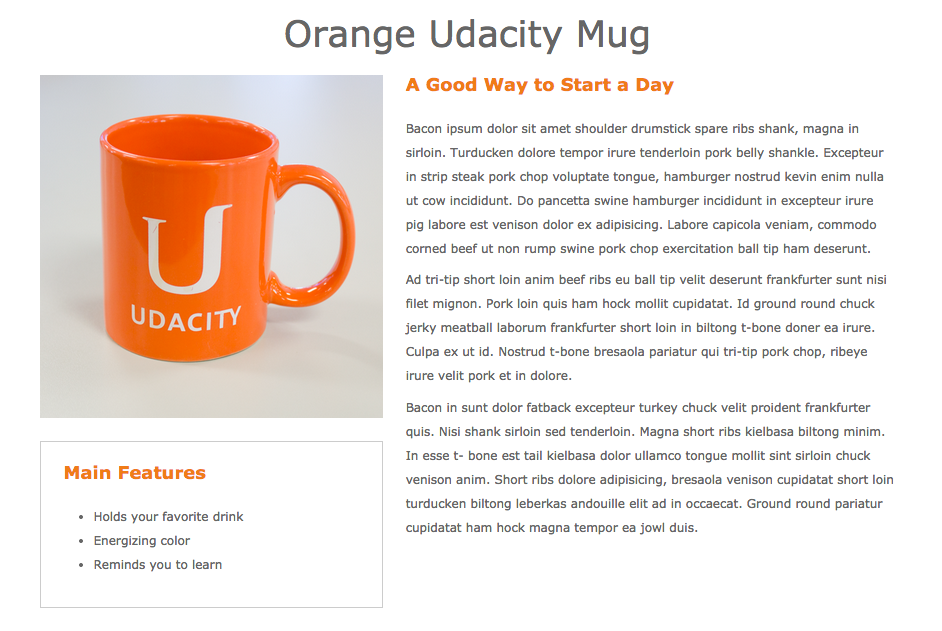 Orange Udacity Mug
U
UDACITY
Main Features
Holds your favorite drink
Energizing color
Reminds you to learn
A Good Way to Start a Day
Bacon ipsum dolor sit amet shoulder drumstick spare ribs shank, magna in
sirloin. Turducken dolore tempor irure tenderloin pork belly shankle. Excepteur
in strip steak pork chop voluptate tongue, hamburger nostrud kevin enim nulla
ut cow incididunt. Do pancetta swine hamburger incididunt in excepteur irure
pig labore est venison dolor ex adipisicing. Labore capicola veniam, commodo
corned beef ut non rump swine pork chop exercitation ball tip ham deserunt.
Ad tri-tip short loin anim beef ribs eu ball tip velit deserunt frankfurter sunt nisi
filet mignon. Pork loin quis ham hock mollit cupidatat. Id ground round chuck
jerky meatball laborum frankfurter short loin in biltong t-bone doner ea irure.
Culpa ex ut id. Nostrud t-bone bresaola pariatur qui tri-tip pork chop, ribeye
irure velit pork et in dolore.
Bacon in sunt dolor fatback excepteur turkey chuck velit proident frankfurter
quis. Nisi shank sirloin sed tenderloin. Magna short ribs kielbasa biltong minim.
In esse t- bone est tail kielbasa dolor ullamco tongue mollit sint sirloin chuck
venison anim. Short ribs dolore adipisicing, bresaola venison cupidatat short loin
turducken biltong leberkas andouille elit ad in occaecat. Ground round pariatur
cupidatat ham hock magna tempor ea jowl duis.